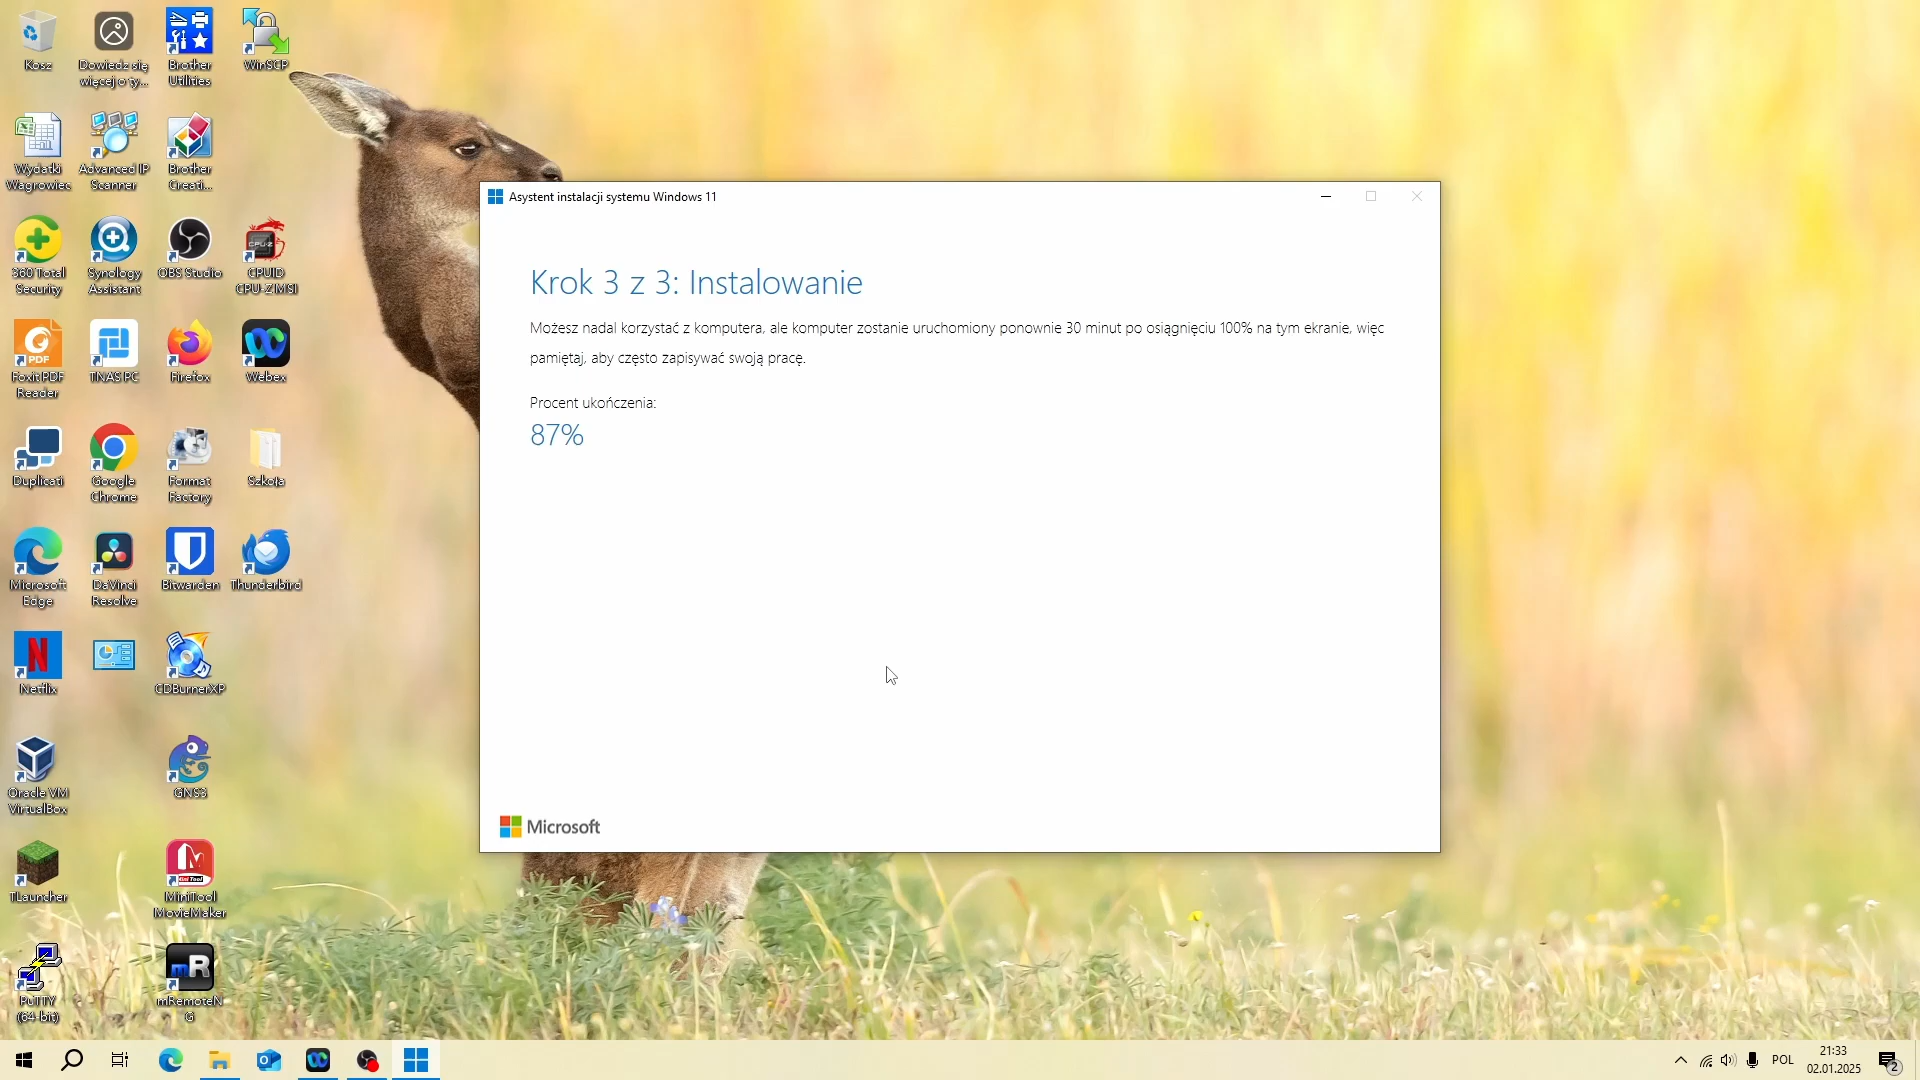 Kosz
Dowiedz się
więcej o ty...
Brother
Utilities
WinSCP
Wydatki
Wągrowiec
Advanced IP
Scanner
Brother
Creati...
360 Total
Security
Synology
Assistant
OBS Studio
CPUID
CPU-Z MSI
Foxit PDF
Reader
TNAS PC
Firefox
Webex
Duplicati
Google
Chrome
Format
Factory
Szkoła
Microsoft
Edge
DaVinci
Resolve
Bitwarden
Thunderbird
Netflix
CDBurnerXP
Oracle VM
VirtualBox
GNS3
TLauncher
MiniTool
MovieMaker
PuTTY
(64-bit)
mRemoteN
G
Asystent instalacji systemu Windows 11
Krok 3 z 3: Instalowanie
Możesz nadal korzystać z komputera, ale komputer zostanie uruchomiony ponownie 30 minut po osiągnięciu 100% na tym ekranie, więc
pamiętaj, aby często zapisywać swoją pracę.
Procent ukończenia:
87%
Microsoft
POL
21:33
02.01.2025
2